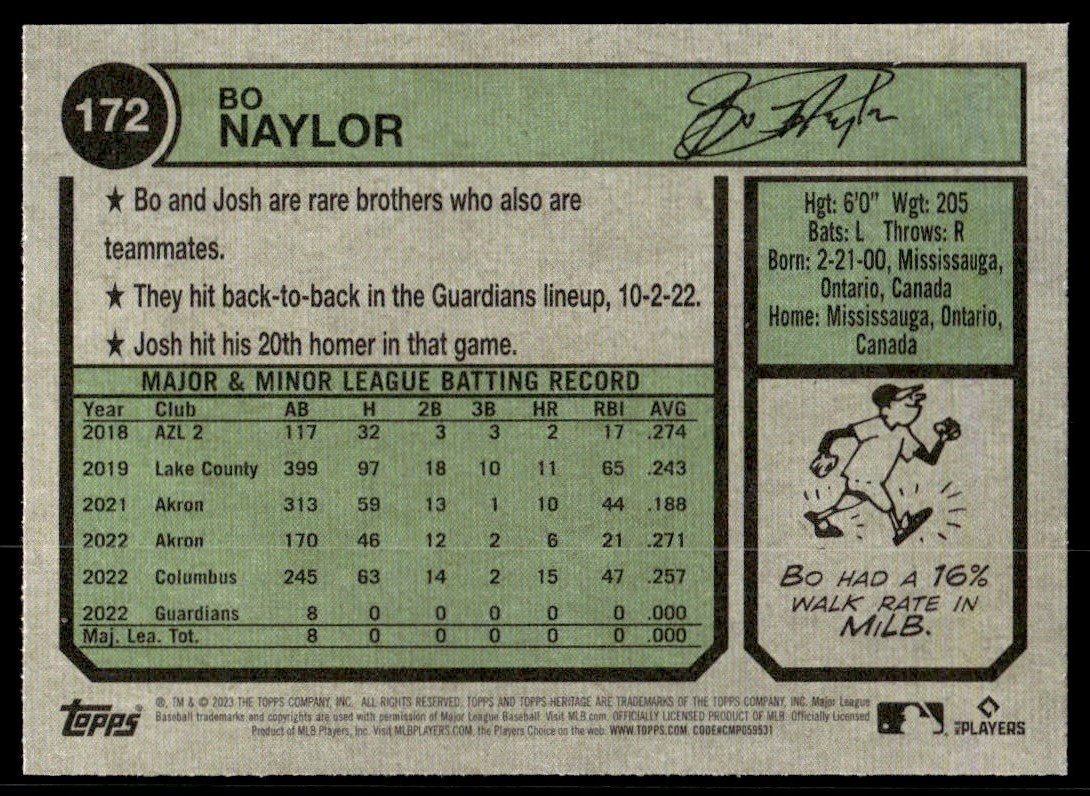 172
BO
NAYLOR
Bo Naylor
★ Bo and Josh are rare brothers who also are
teammates.
★ They hit back-to-back in the Guardians lineup, 10-2-22.
★ Josh hit his 20th homer in that game.
Hgt: 6'0" Wgt: 205
Bats: L Throws: R
Born: 2-21-00, Mississauga,
Ontario, Canada
Home: Mississauga, Ontario,
Canada
MAJOR & MINOR LEAGUE BATTING RECORD
Year Club AB H 2B 3B HR RBI AVG
2018 AZL 2 117 32 3 3 2 17 .274
2019 Lake County 399 97 18 10 11 65 .243
2021 Akron 313 59 13 1 10 44 .188
2022 Akron 170 46 12 2 6 21 .271
2022 Columbus 245 63 14 2 15 47 .257
2022 Guardians 8 0 0 0 0 0 .000
Maj. Lea. Tot. 8 0 0 0 0 0 .000
BO HAD A 16%
WALK RATE IN
MiLB.
topps®
®, TM & © 2023 THE TOPPS COMPANY, INC. ALL RIGHTS RESERVED. TOPPS AND TOPPS HERITAGE ARE TRADEMARKS OF THE TOPPS COMPANY, INC. Major League
Baseball trademarks and copyrights are used with permission of Major League Baseball. Visit MLB.com. OFFICIALLY LICENSED PRODUCT OF MLB. Officially Licensed
Product of MLB Players, Inc. Visit MLBPLAYERS.COM, the Players Choice on the web. WWW.TOPPS.COM. CODE#CMP059531
MLB PLAYERS